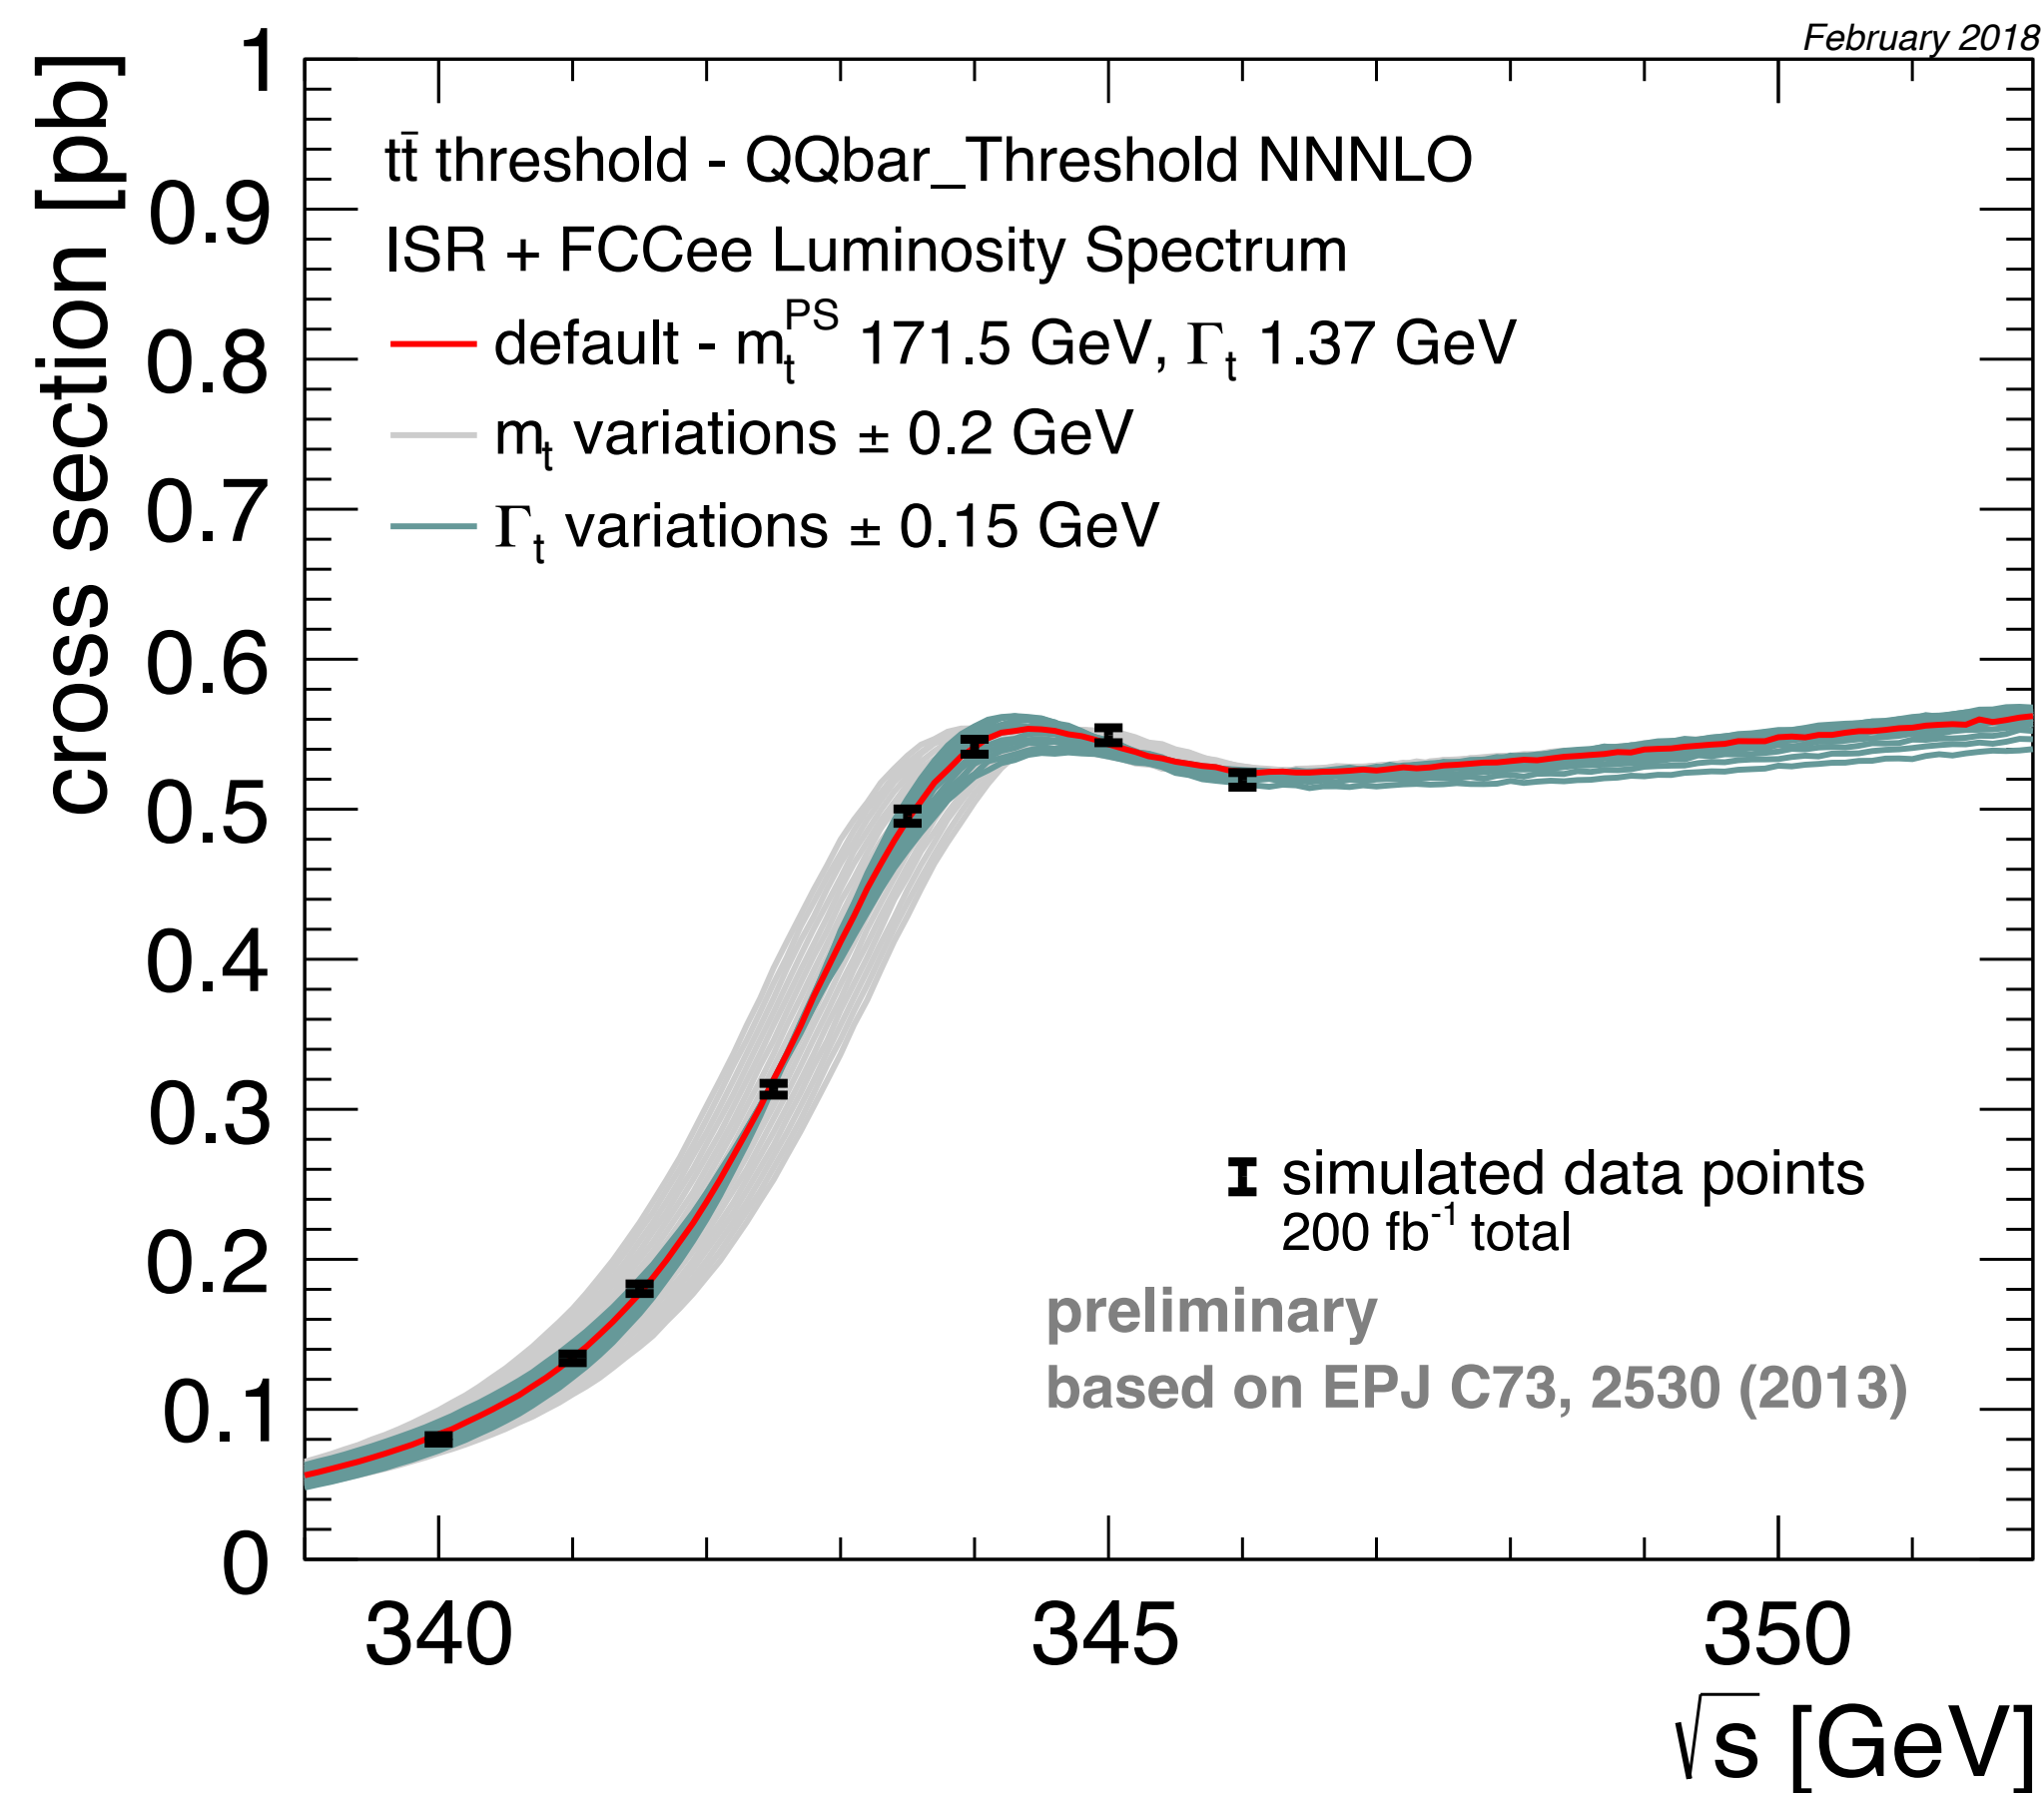 February 2018
cross section [pb]
1
0.9
0.8
0.7
0.6
0.5
0.4
0.3
0.2
0.1
0
tt̄ threshold - QQbar_Threshold NNNLO
ISR + FCCee Luminosity Spectrum
default - m_t^PS 171.5 GeV, Γ_t 1.37 GeV
m_t variations ± 0.2 GeV
Γ_t variations ± 0.15 GeV
simulated data points
200 fb⁻¹ total
preliminary
based on EPJ C73, 2530 (2013)
340 345 350
√s [GeV]